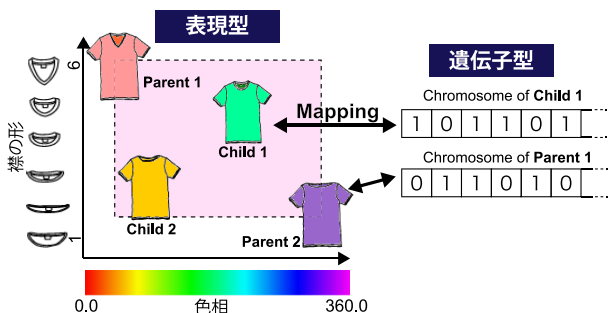 表現型
遺伝子型
6
Parent 1
Chromosome of Child 1
Mapping
1 0 1 1 0 1
襟の形
Child 1
Chromosome of Parent 1
0 1 1 0 1 0
Child 2
Parent 2
1
0.0
色相
360.0